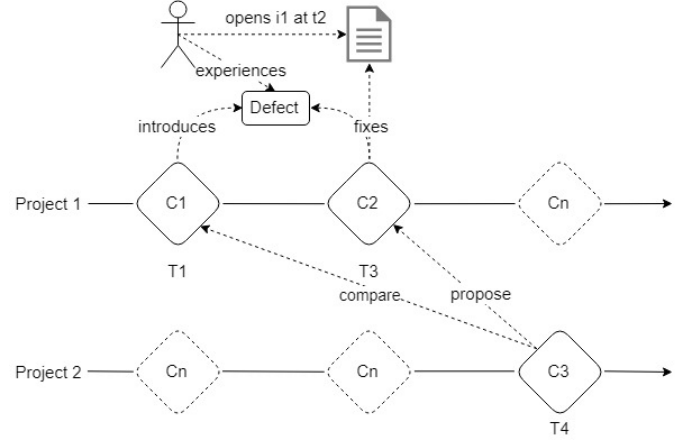 opens i1 at t2
experiences
Defect
introduces
fixes
Project 1
C1
C2
Cn
T1
T3
compare
propose
Project 2
Cn
Cn
C3
T4